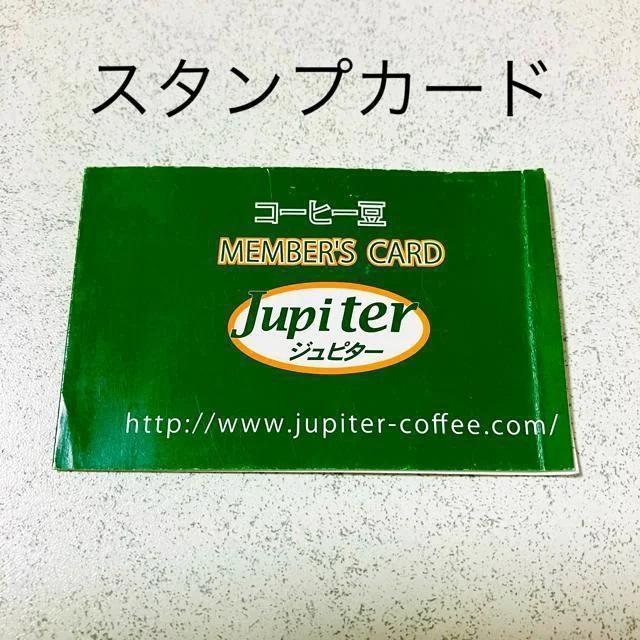 スタンプカード
コーヒー豆
MEMBER'S CARD
Jupiter
ジュピター
http://www.jupiter-coffee.com/